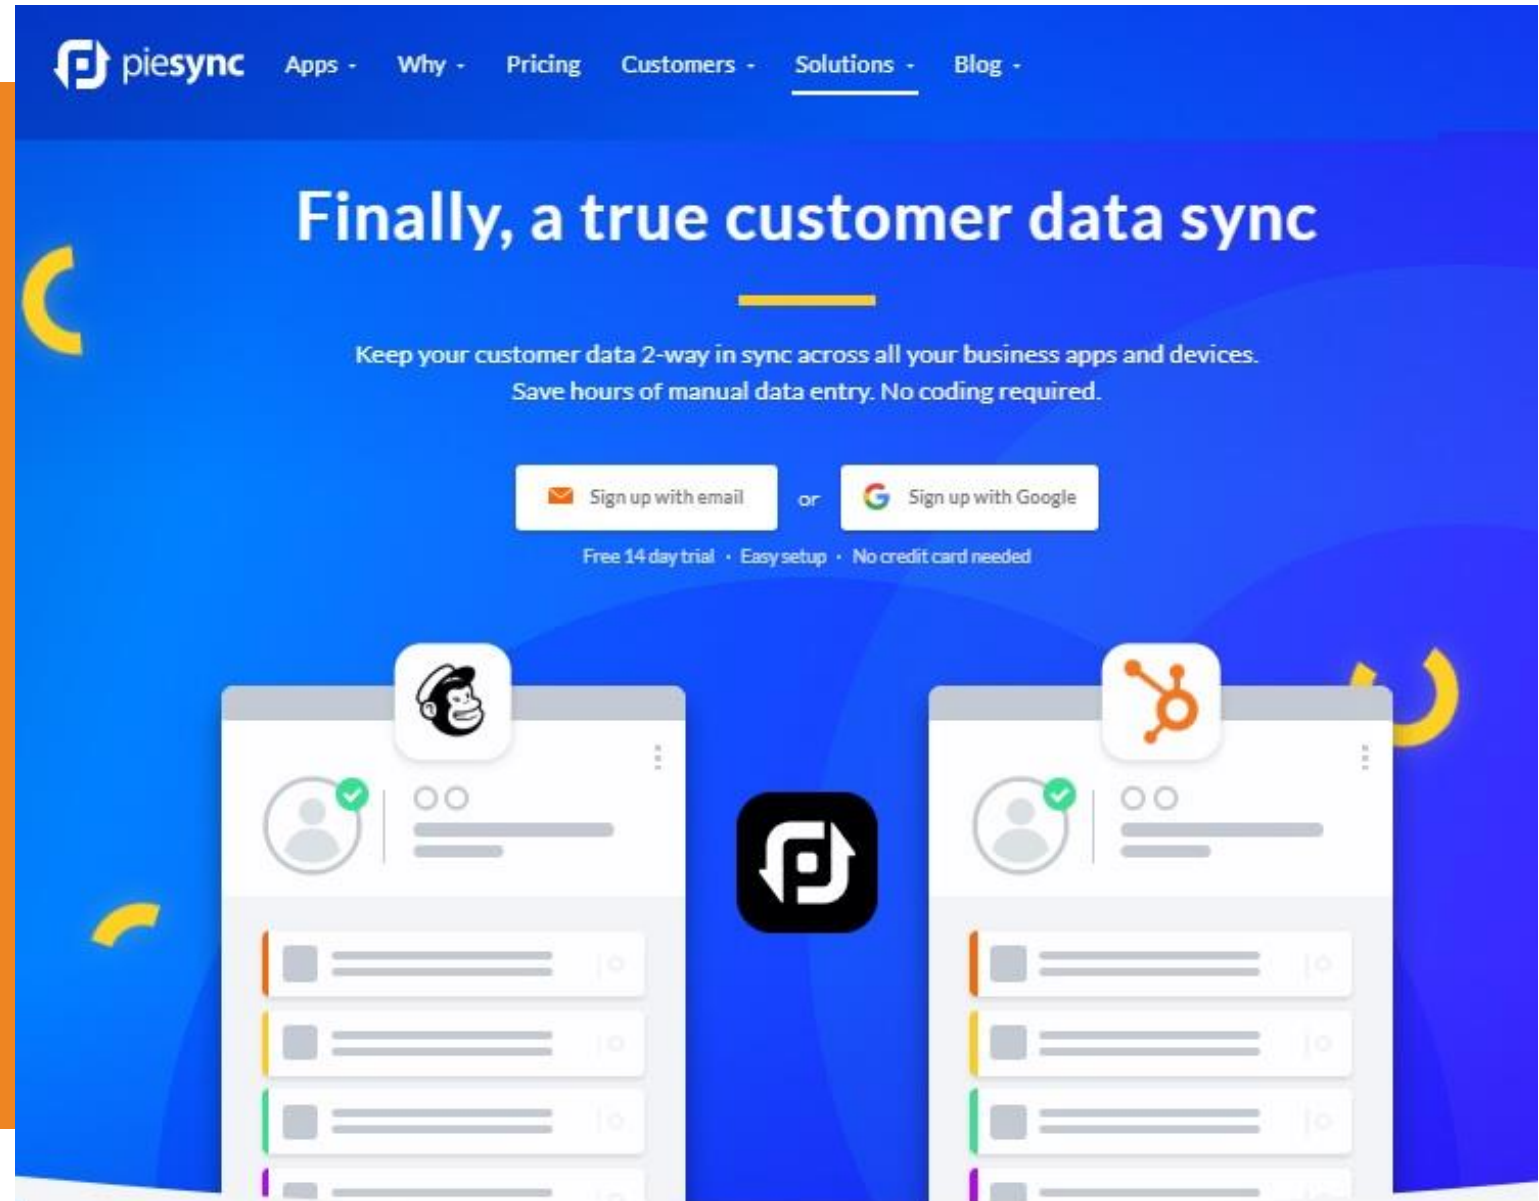 piesync Apps Why Pricing Customers Solutions Blog
Finally, a true customer data sync
Keep your customer data 2-way in sync across all your business apps and devices.
Save hours of manual data entry. No coding required.
Sign up with email or Sign up with Google
Free 14 day trial · Easy setup · No credit card needed